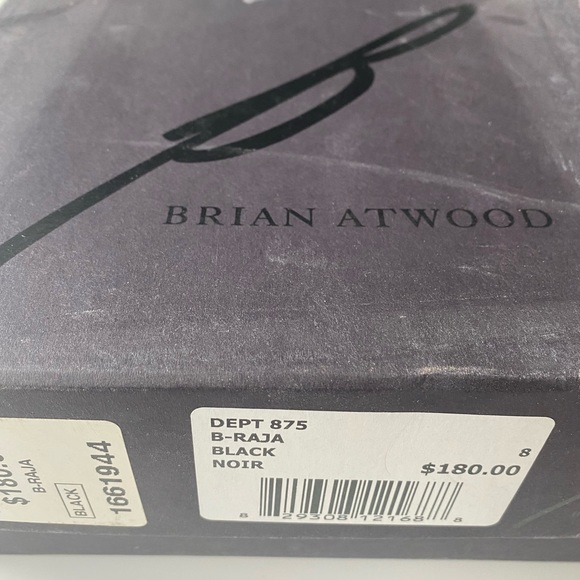 BRIAN ATWOOD
DEPT 875
B-RAJA
BLACK 8
NOIR $180.00
8 29308 12168 8
B-RAJA
BLACK
1661944